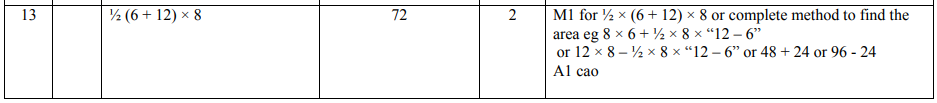 13 ½ (6 + 12) × 8 72 2 M1 for ½ × (6 + 12) × 8 or complete method to find the
area eg 8 × 6 + ½ × 8 × “12 – 6”
or 12 × 8 – ½ × 8 × “12 – 6” or 48 + 24 or 96 - 24
A1 cao